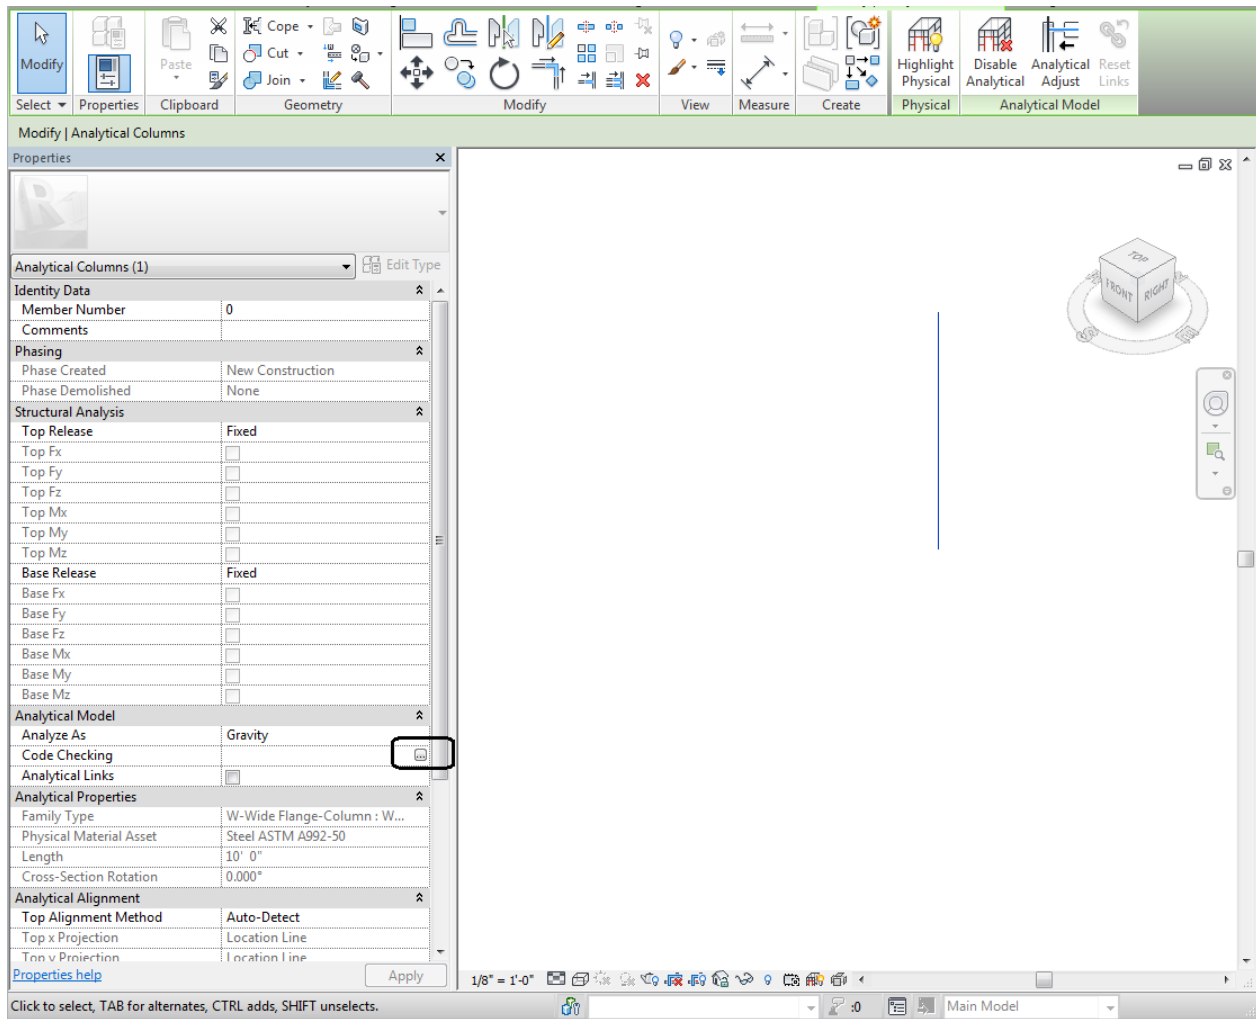 Cope
Cut
Join
Modify
Paste
Highlight Physical
Disable Analytical
Analytical Adjust
Reset Links
Select Properties Clipboard Geometry Modify View Measure Create Physical Analytical Model
Modify | Analytical Columns
Properties
Analytical Columns (1) Edit Type
Identity Data
Member Number 0
Comments
Phasing
Phase Created New Construction
Phase Demolished None
Structural Analysis
Top Release Fixed
Top Fx
Top Fy
Top Fz
Top Mx
Top My
Top Mz
Base Release Fixed
Base Fx
Base Fy
Base Fz
Base Mx
Base My
Base Mz
Analytical Model
Analyze As Gravity
Code Checking ...
Analytical Links
Analytical Properties
Family Type W-Wide Flange-Column : W...
Physical Material Asset Steel ASTM A992-50
Length 10' 0"
Cross-Section Rotation 0.000°
Analytical Alignment
Top Alignment Method Auto-Detect
Top x Projection Location Line
Top y Projection Location Line
Properties help Apply
TOP
FRONT RIGHT
1/8" = 1'-0"
Click to select, TAB for alternates, CTRL adds, SHIFT unselects. :0 Main Model